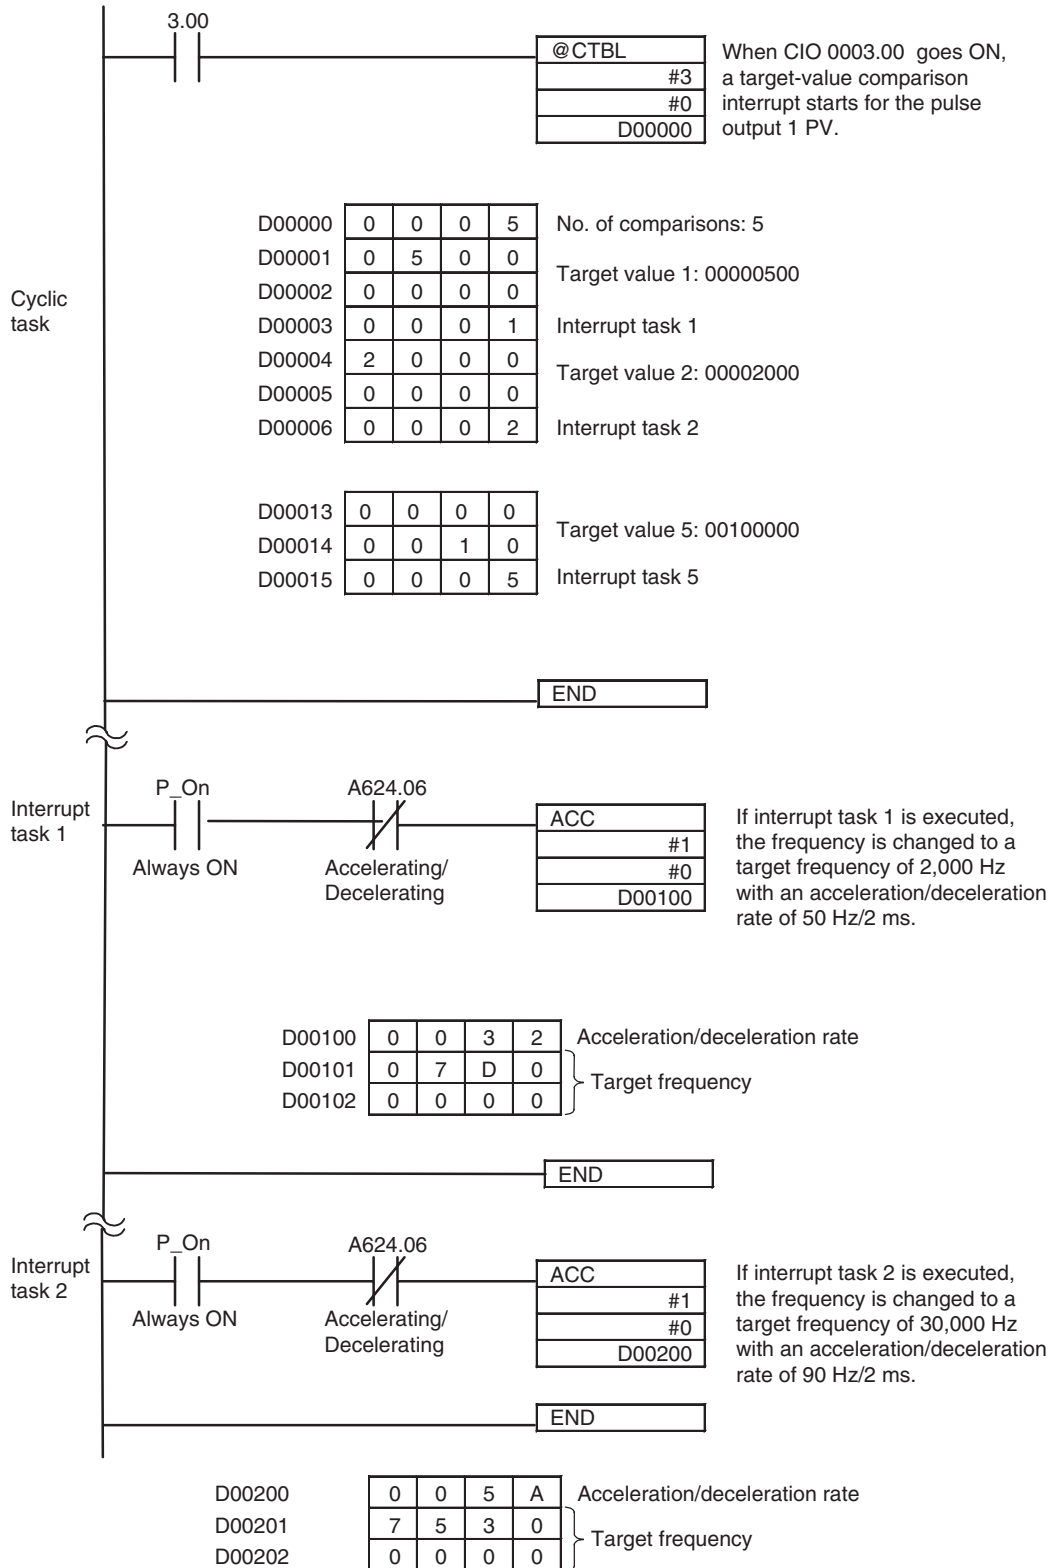 3.00
@CTBL
#3
#0
D00000
When CIO 0003.00 goes ON,
a target-value comparison
interrupt starts for the pulse
output 1 PV.
Cyclic
task
D00000 0 0 0 5 No. of comparisons: 5
D00001 0 5 0 0
Target value 1: 00000500
D00002 0 0 0 0
D00003 0 0 0 1 Interrupt task 1
D00004 2 0 0 0
Target value 2: 00002000
D00005 0 0 0 0
D00006 0 0 0 2 Interrupt task 2
D00013 0 0 0 0
Target value 5: 00100000
D00014 0 0 1 0
D00015 0 0 0 5 Interrupt task 5
END
Interrupt
task 1
P_On
Always ON
A624.06
Accelerating/
Decelerating
ACC
#1
#0
D00100
If interrupt task 1 is executed,
the frequency is changed to a
target frequency of 2,000 Hz
with an acceleration/deceleration
rate of 50 Hz/2 ms.
D00100 0 0 3 2 Acceleration/deceleration rate
D00101 0 7 D 0
Target frequency
D00102 0 0 0 0
END
Interrupt
task 2
P_On
Always ON
A624.06
Accelerating/
Decelerating
ACC
#1
#0
D00200
If interrupt task 2 is executed,
the frequency is changed to a
target frequency of 30,000 Hz
with an acceleration/deceleration
rate of 90 Hz/2 ms.
END
D00200 0 0 5 A Acceleration/deceleration rate
D00201 7 5 3 0
Target frequency
D00202 0 0 0 0